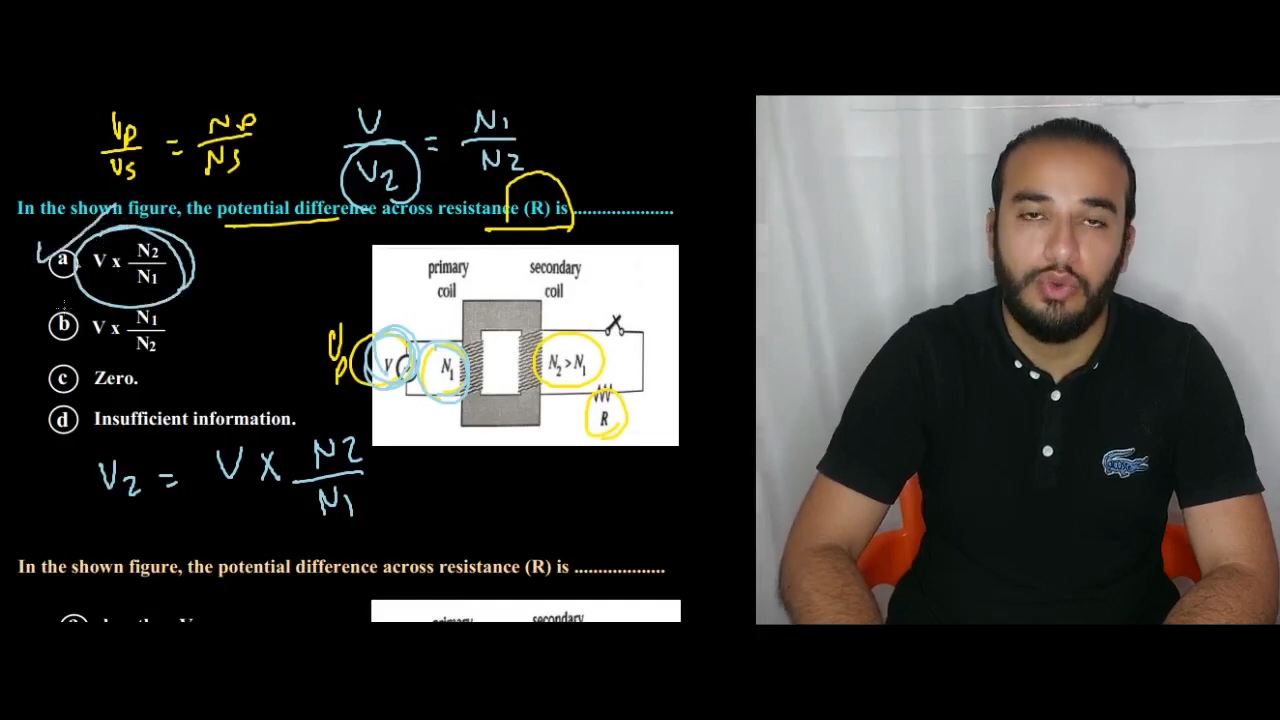 Vp/Vs = Np/Ns
V/V2 = N1/N2
In the shown figure, the potential difference across resistance (R) is .....................
a V x N2/N1
b V x N1/N2
c Zero.
d Insufficient information.
primary coil
secondary coil
Vp
V
N1
N2 > N1
R
V2 = V x N2/N1
In the shown figure, the potential difference across resistance (R) is ...................
secondary